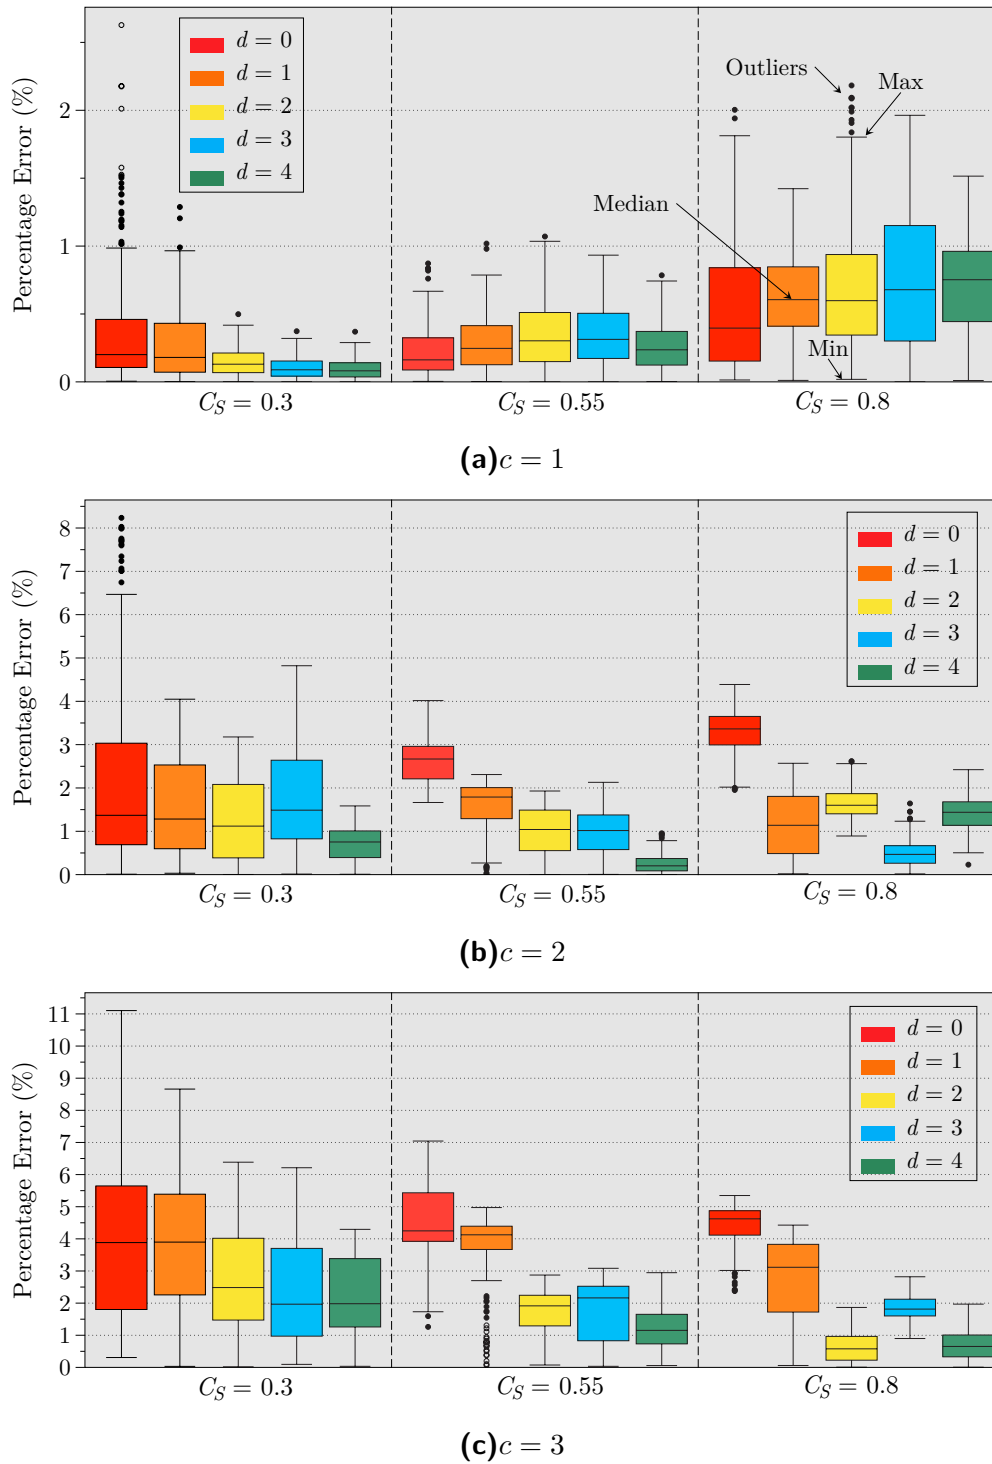 Percentage Error (%)
2
1
0
d = 0
d = 1
d = 2
d = 3
d = 4
Outliers
Max
Median
Min
C_S = 0.3
C_S = 0.55
C_S = 0.8
(a) c = 1
Percentage Error (%)
8
7
6
5
4
3
2
1
0
d = 0
d = 1
d = 2
d = 3
d = 4
C_S = 0.3
C_S = 0.55
C_S = 0.8
(b) c = 2
Percentage Error (%)
11
10
9
8
7
6
5
4
3
2
1
0
d = 0
d = 1
d = 2
d = 3
d = 4
C_S = 0.3
C_S = 0.55
C_S = 0.8
(c) c = 3